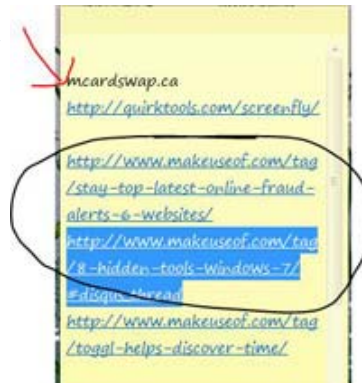 mcardswap.ca
http://quirktools.com/screenfly/
http://www.makeuseof.com/tag
/stay-top-latest-online-fraud-
alerts-6-websites/
http://www.makeuseof.com/tag
/8-hidden-tools-windows-7/
#disqus_thread
http://www.makeuseof.com/tag
/toggl-helps-discover-time/